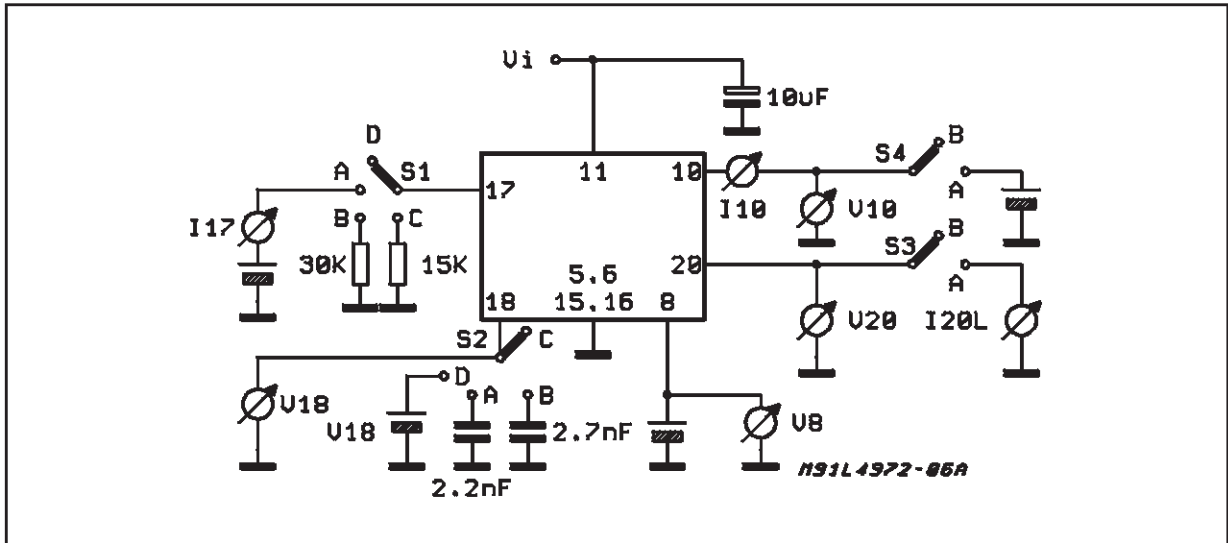 Vi
10uF
D
A
S1
17
11
10
S4
B
A
I17
B
C
I10
V10
30K
15K
20
S3
B
A
5.6
15.16
8
18
S2
C
V20
I20L
V18
D
A
B
V18
2.7nF
V8
2.2nF
M91L4972-06A